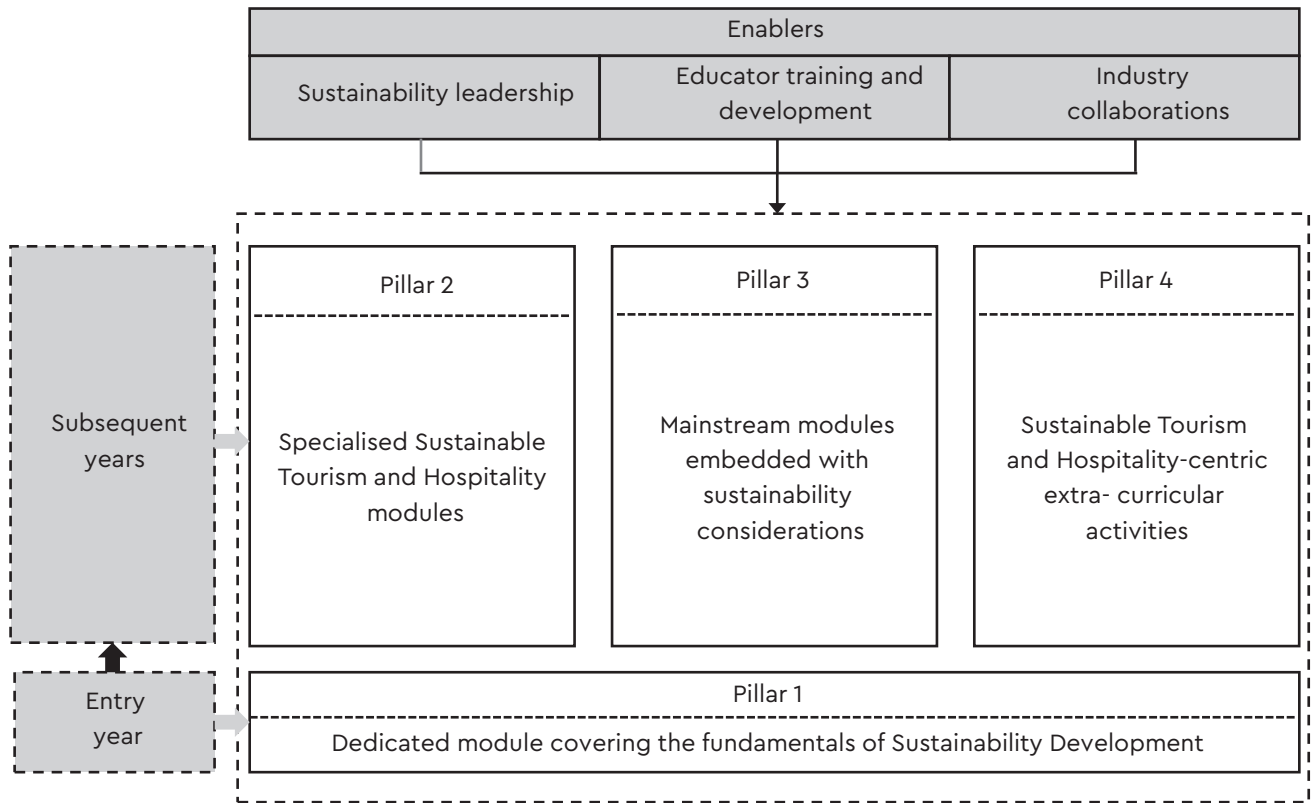 Enablers
Sustainability leadership
Educator training and
development
Industry
collaborations
Subsequent
years
Pillar 2
Specialised Sustainable
Tourism and Hospitality
modules
Pillar 3
Mainstream modules
embedded with
sustainability
considerations
Pillar 4
Sustainable Tourism
and Hospitality-centric
extra- curricular
activities
Entry
year
Pillar 1
Dedicated module covering the fundamentals of Sustainability Development